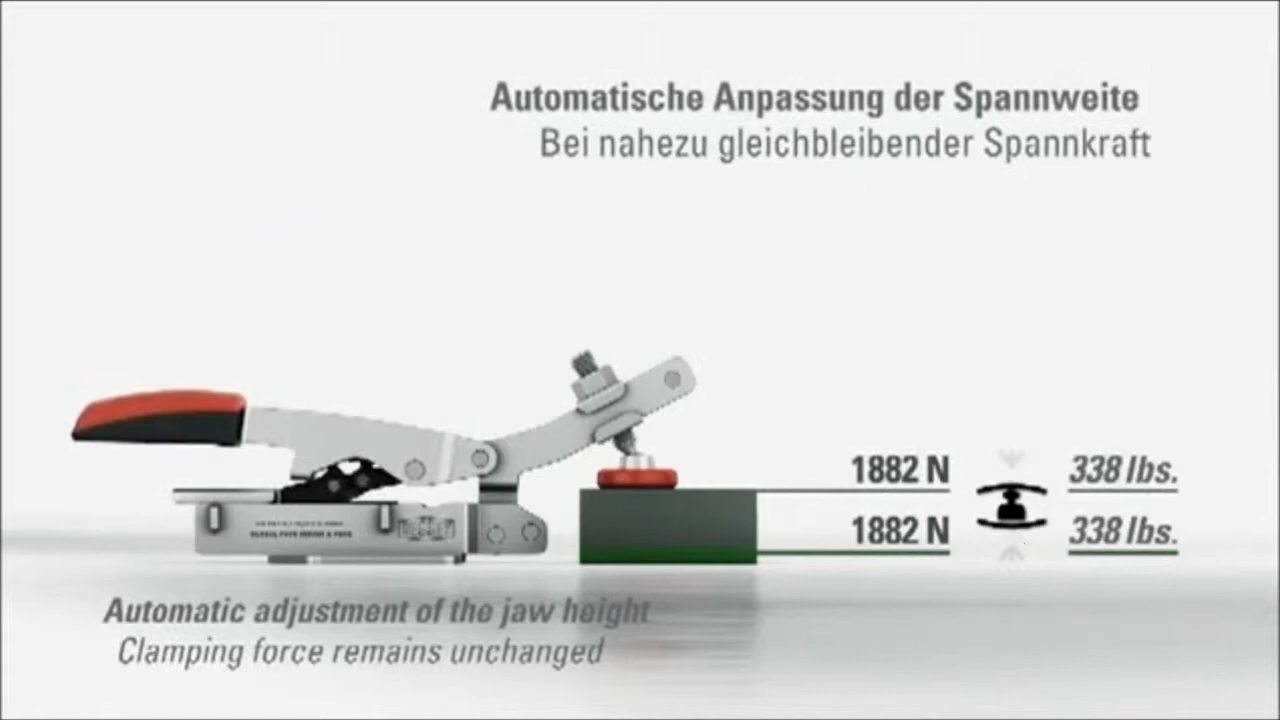 Automatische Anpassung der Spannweite
Bei nahezu gleichbleibender Spannkraft
1882 N 338 lbs.
1882 N 338 lbs.
Automatic adjustment of the jaw height
Clamping force remains unchanged